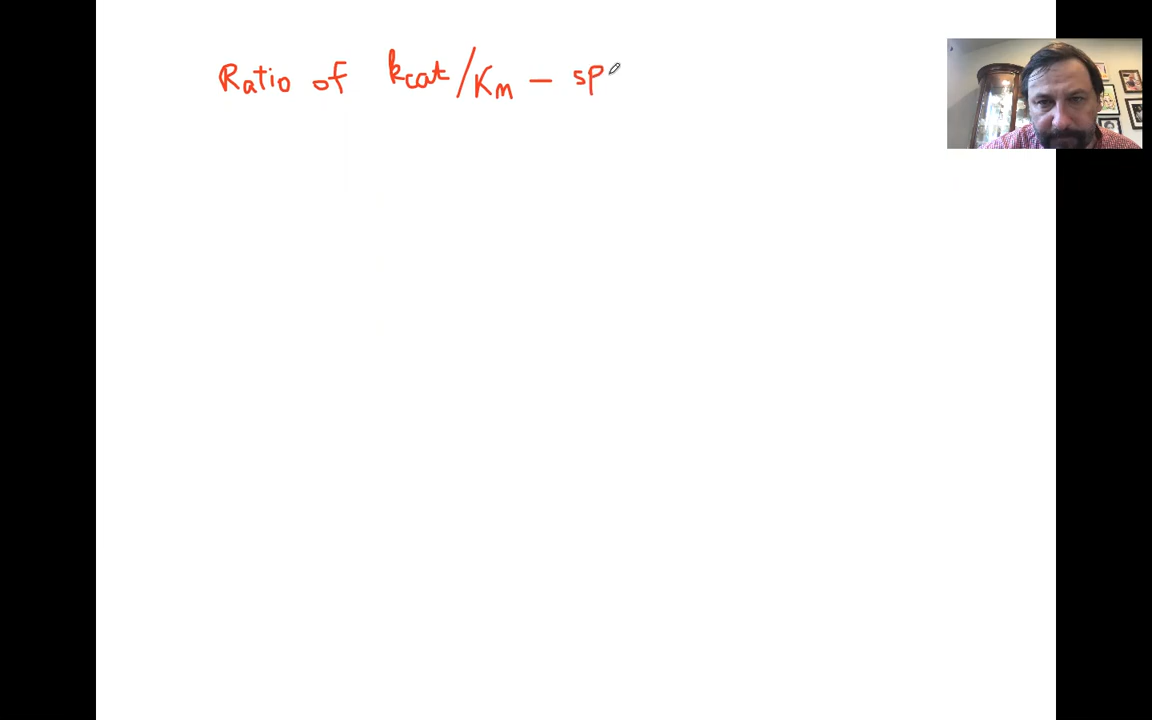 Ratio of kcat/Km – sp